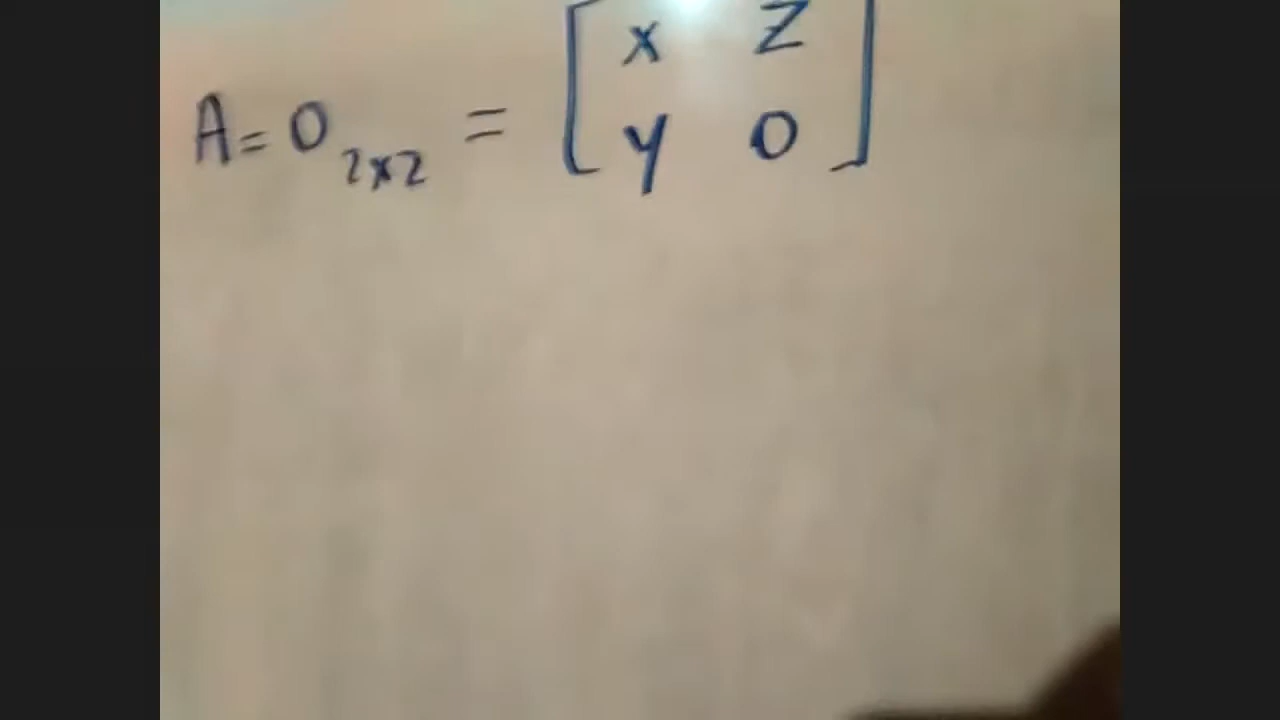 A = 0 2x2 = [ x z
y 0 ]